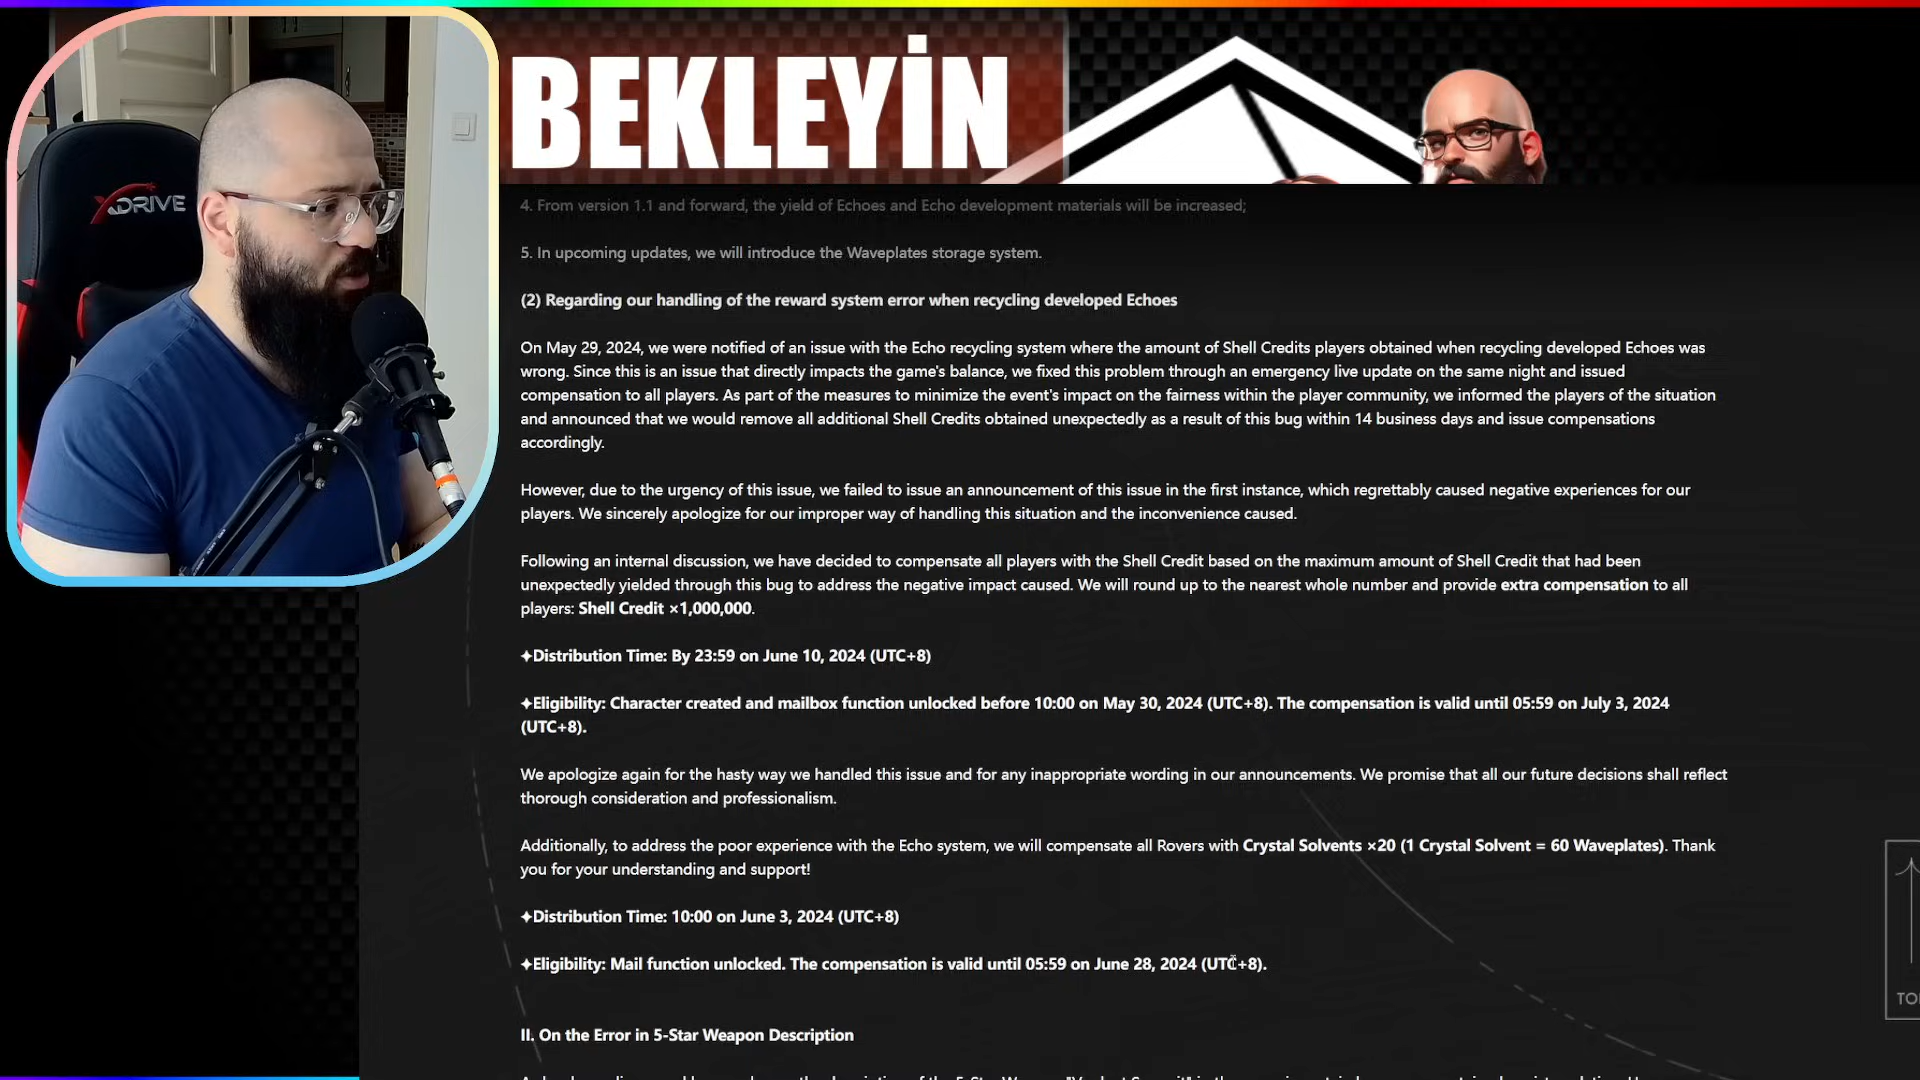 BEKLEYİN
XDRIVE
4. From version 1.1 and forward, the yield of Echoes and Echo development materials will be increased;
5. In upcoming updates, we will introduce the Waveplates storage system.
(2) Regarding our handling of the reward system error when recycling developed Echoes
On May 29, 2024, we were notified of an issue with the Echo recycling system where the amount of Shell Credits players obtained when recycling developed Echoes was
wrong. Since this is an issue that directly impacts the game's balance, we fixed this problem through an emergency live update on the same night and issued
compensation to all players. As part of the measures to minimize the event's impact on the fairness within the player community, we informed the players of the situation
and announced that we would remove all additional Shell Credits obtained unexpectedly as a result of this bug within 14 business days and issue compensations
accordingly.
However, due to the urgency of this issue, we failed to issue an announcement of this issue in the first instance, which regrettably caused negative experiences for our
players. We sincerely apologize for our improper way of handling this situation and the inconvenience caused.
Following an internal discussion, we have decided to compensate all players with the Shell Credit based on the maximum amount of Shell Credit that had been
unexpectedly yielded through this bug to address the negative impact caused. We will round up to the nearest whole number and provide extra compensation to all
players: Shell Credit ×1,000,000.
✦Distribution Time: By 23:59 on June 10, 2024 (UTC+8)
✦Eligibility: Character created and mailbox function unlocked before 10:00 on May 30, 2024 (UTC+8). The compensation is valid until 05:59 on July 3, 2024
(UTC+8).
We apologize again for the hasty way we handled this issue and for any inappropriate wording in our announcements. We promise that all our future decisions shall reflect
thorough consideration and professionalism.
Additionally, to address the poor experience with the Echo system, we will compensate all Rovers with Crystal Solvents ×20 (1 Crystal Solvent = 60 Waveplates). Thank
you for your understanding and support!
✦Distribution Time: 10:00 on June 3, 2024 (UTC+8)
✦Eligibility: Mail function unlocked. The compensation is valid until 05:59 on June 28, 2024 (UTC+8).
TO
II. On the Error in 5-Star Weapon Description